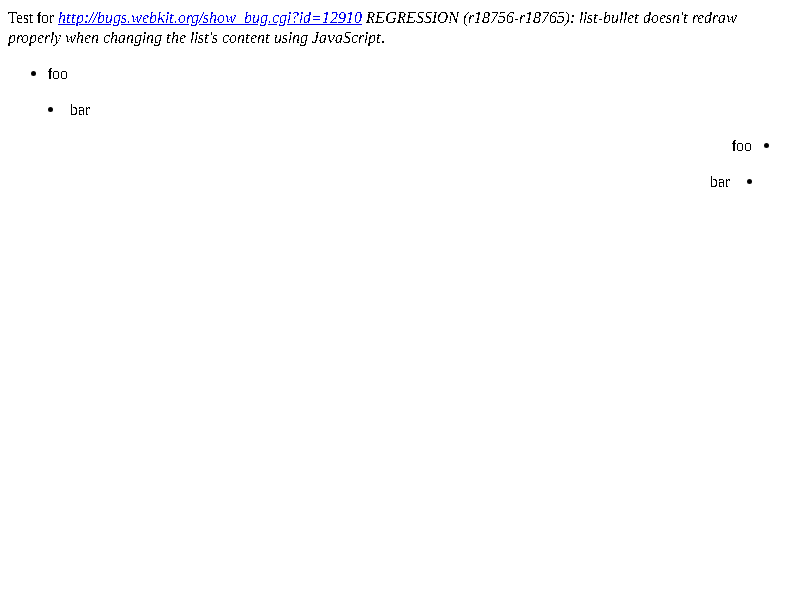 Test for http://bugs.webkit.org/show_bug.cgi?id=12910 REGRESSION (r18756-r18765): list-bullet doesn't redraw
properly when changing the list's content using JavaScript.
• foo
• bar
foo •
bar •